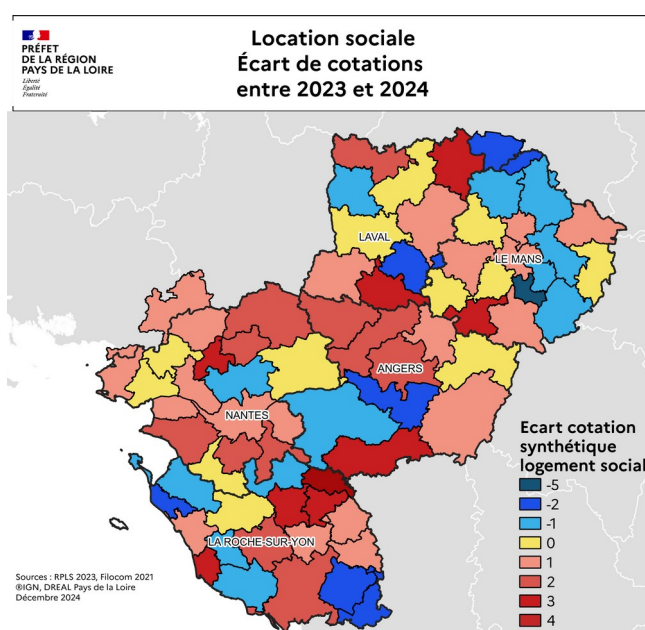 PRÉFET
DE LA RÉGION
PAYS DE LA LOIRE
Liberté
Égalité
Fraternité
Location sociale
Écart de cotations
entre 2023 et 2024
LAVAL
LE MANS
ANGERS
NANTES
LA ROCHE-SUR-YON
Ecart cotation
synthétique
logement social
-5
-2
-1
0
1
2
3
4
Sources : RPLS 2023, Filocom 2021
®IGN, DREAL Pays de la Loire
Décembre 2024